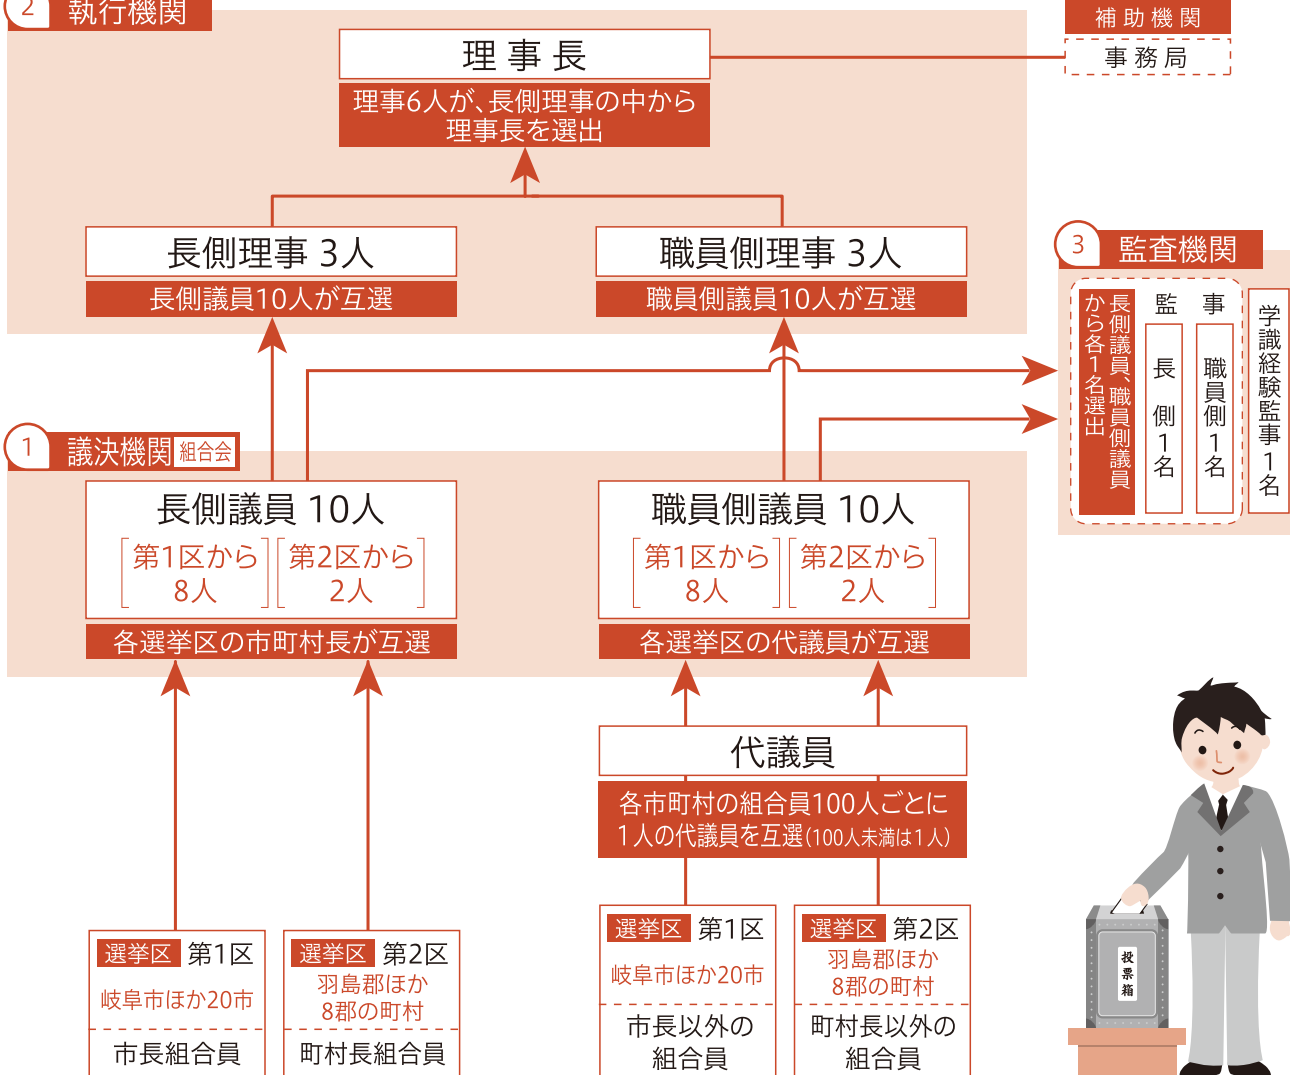 2 執行機関
理事長
理事6人が、長側理事の中から
理事長を選出
補助機関
事務局
長側理事 3人
長側議員10人が互選
職員側理事 3人
職員側議員10人が互選
3 監査機関
長側議員、職員側議員
から各1名選出
監 事
長 側 1名
職員側 1名
学識経験監事 1名
1 議決機関 組合会
長側議員 10人
第1区から
8人
第2区から
2人
各選挙区の市町村長が互選
職員側議員 10人
第1区から
8人
第2区から
2人
各選挙区の代議員が互選
代議員
各市町村の組合員100人ごとに
1人の代議員を互選(100人未満は1人)
選挙区 第1区
岐阜市ほか20市
市長組合員
選挙区 第2区
羽島郡ほか
8郡の町村
町村長組合員
選挙区 第1区
岐阜市ほか20市
市長以外の
組合員
選挙区 第2区
羽島郡ほか
8郡の町村
町村長以外の
組合員
投票箱